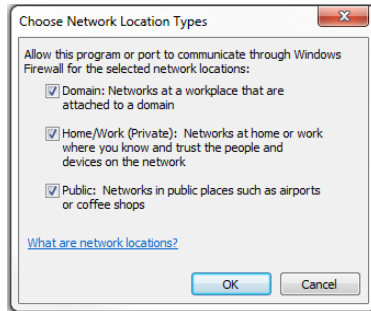 Choose Network Location Types
Allow this program or port to communicate through Windows
Firewall for the selected network locations:
Domain: Networks at a workplace that are
attached to a domain
Home/Work (Private): Networks at home or work
where you know and trust the people and
devices on the network
Public: Networks in public places such as airports
or coffee shops
What are network locations?
OK Cancel